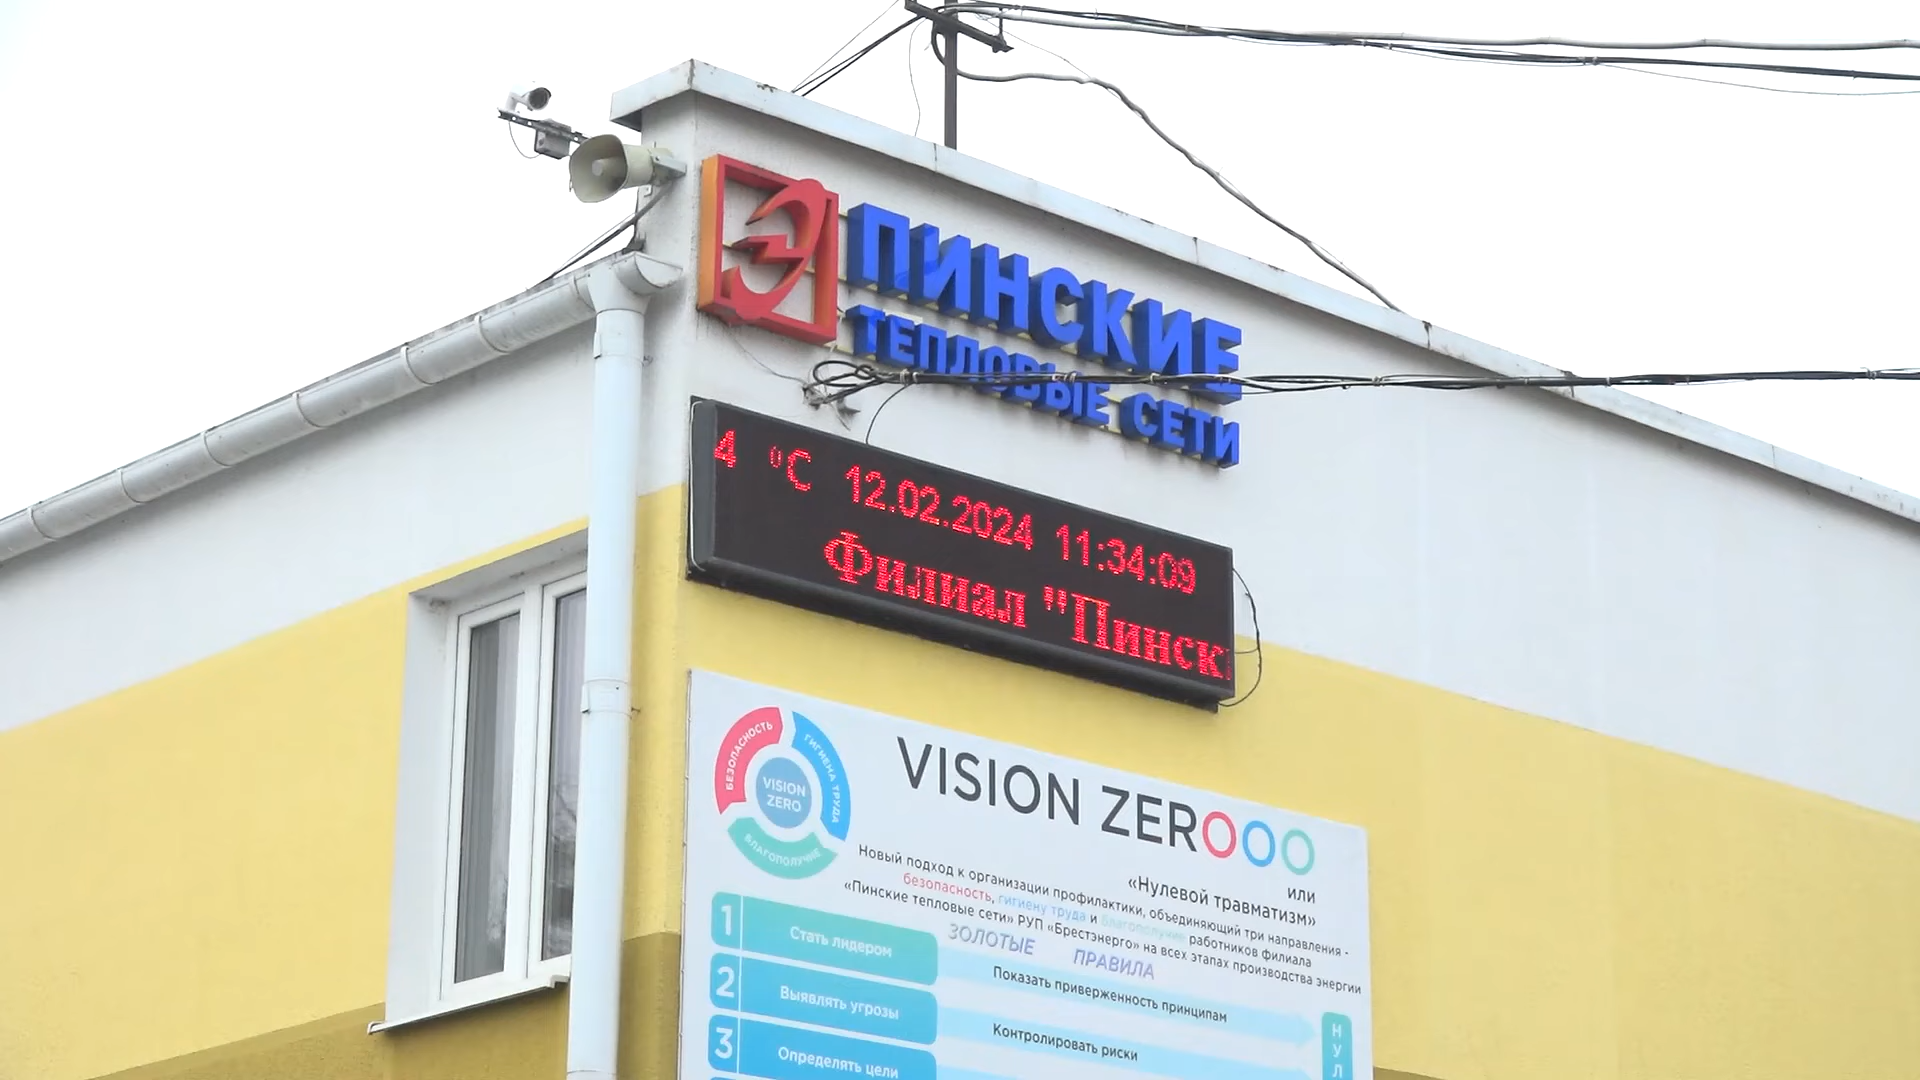 ПИНСКИЕ
ТЕПЛОВЫЕ СЕТИ
4 ºC 12.02.2024 11:34:09
Филиал "Пинск
БЕЗОПАСНОСТЬ
ГИГИЕНА ТРУДА
БЛАГОПОЛУЧИЕ
VISION
ZERO
VISION ZEROOO
или
«Нулевой травматизм»
Новый подход к организации профилактики, объединяющий три направления -
безопасность, гигиену труда и благополучие работников филиала
«Пинские тепловые сети» РУП «Брестэнерго» на всех этапах производства энергии
ЗОЛОТЫЕ ПРАВИЛА
1 Стать лидером
Показать приверженность принципам
2 Выявлять угрозы
Контролировать риски
3 Определять цели
НУЛ